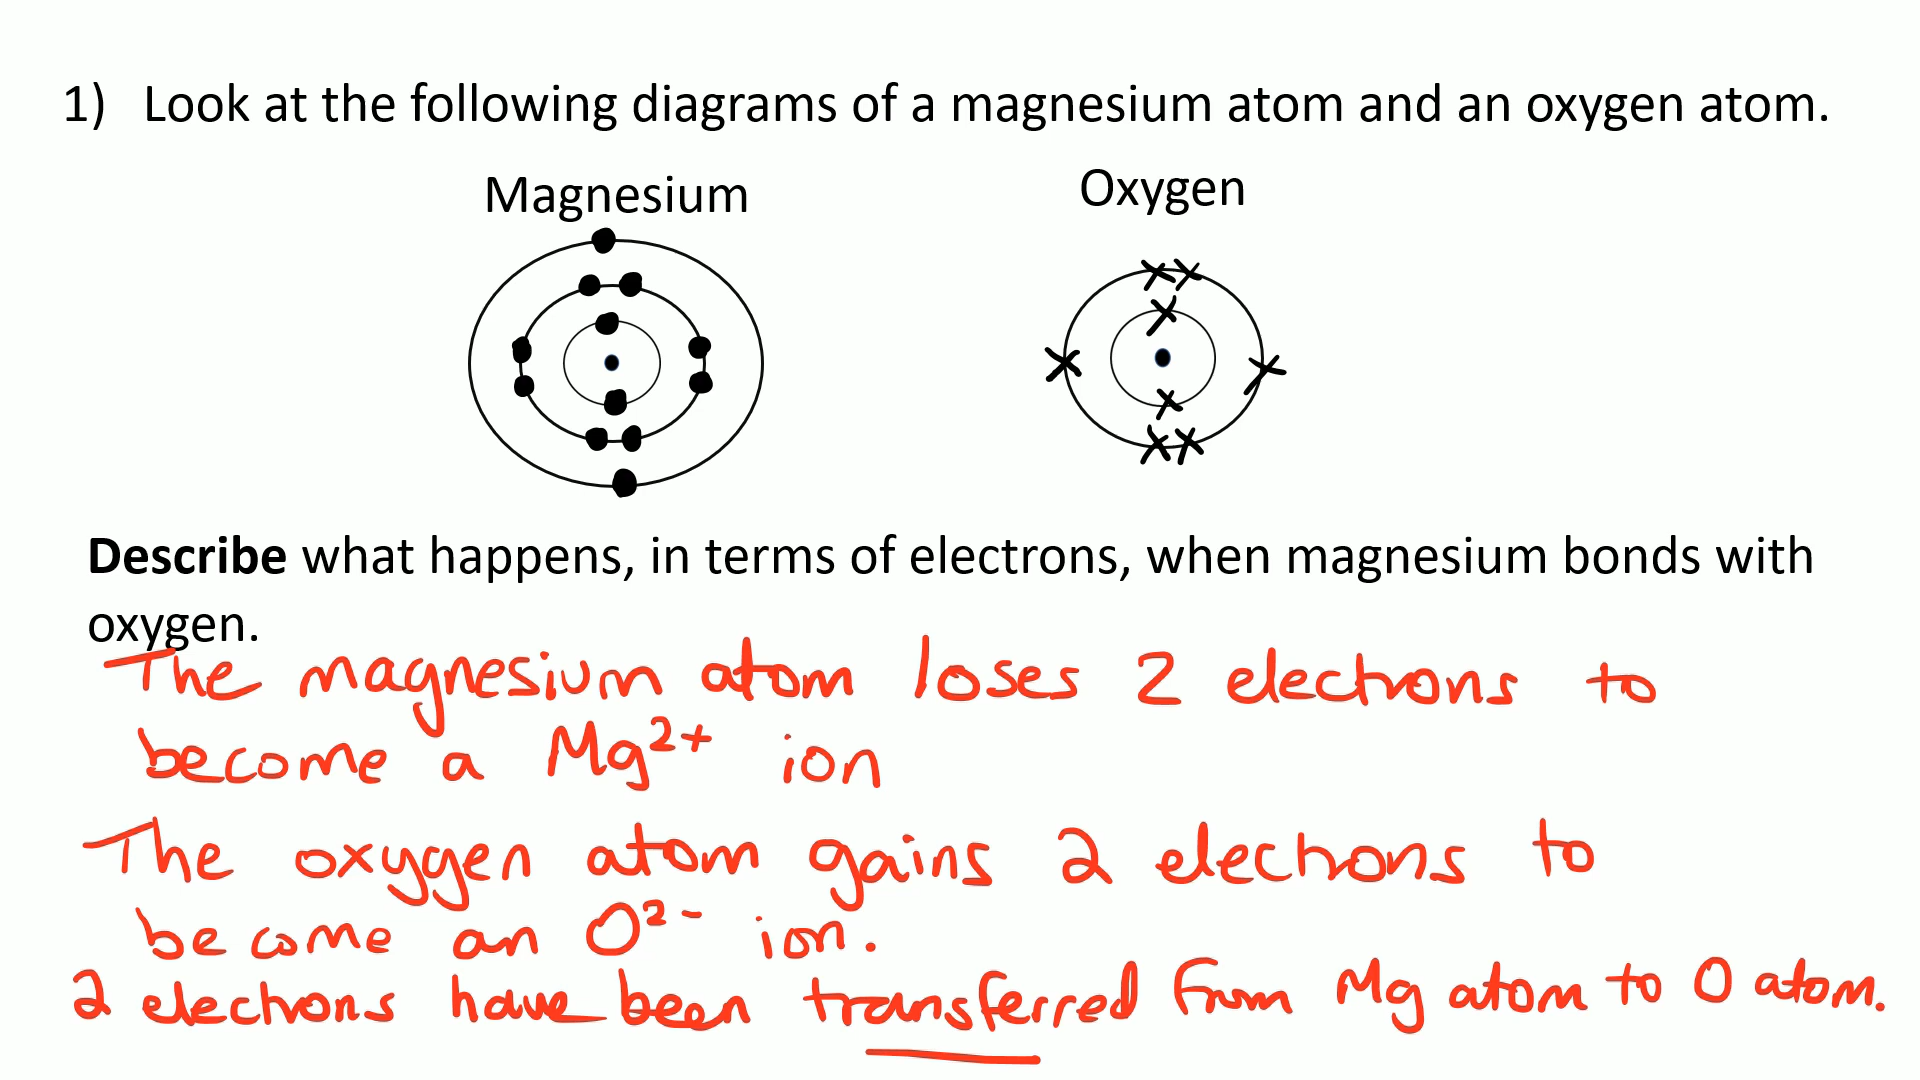 1) Look at the following diagrams of a magnesium atom and an oxygen atom.
Magnesium
Oxygen
Describe what happens, in terms of electrons, when magnesium bonds with
oxygen.
The magnesium atom loses 2 electrons to
become a Mg²⁺ ion
The oxygen atom gains 2 electrons to
become an O²⁻ ion.
2 electrons have been transferred from Mg atom to O atom.